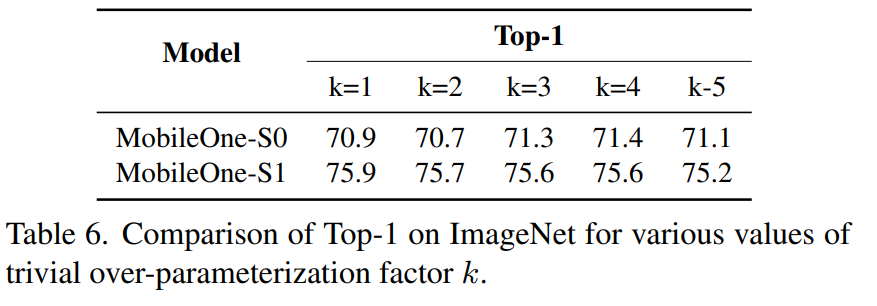 Model Top-1
k=1 k=2 k=3 k=4 k-5
MobileOne-S0 70.9 70.7 71.3 71.4 71.1
MobileOne-S1 75.9 75.7 75.6 75.6 75.2
Table 6. Comparison of Top-1 on ImageNet for various values of
trivial over-parameterization factor k.